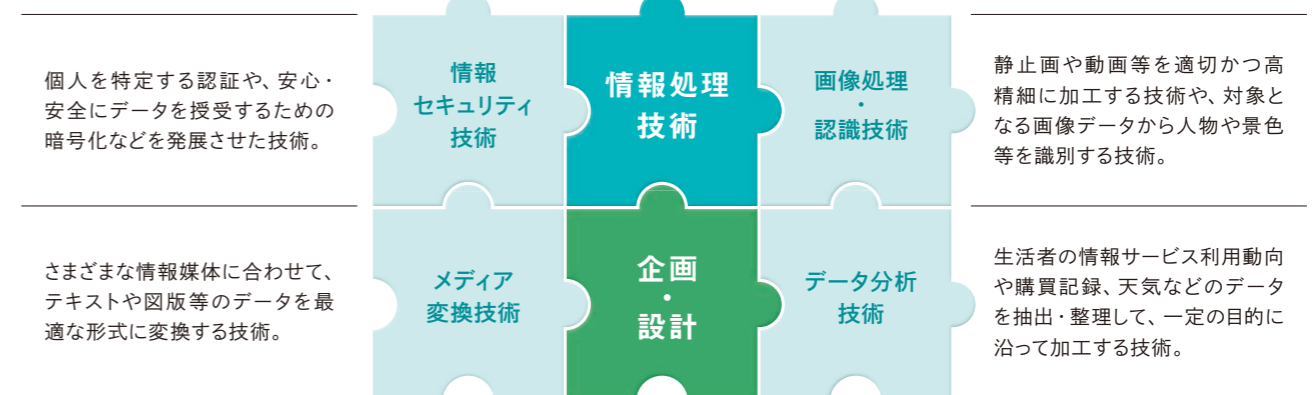 個人を特定する認証や、安心・
安全にデータを授受するための
暗号化などを発展させた技術。
情報
セキュリティ
技術
情報処理
技術
画像処理
・
認識技術
静止画や動画等を適切かつ高
精細に加工する技術や、対象と
なる画像データから人物や景色
等を識別する技術。
さまざまな情報媒体に合わせて、
テキストや図版等のデータを最
適な形式に変換する技術。
メディア
変換技術
企画
・
設計
データ分析
技術
生活者の情報サービス利用動向
や購買記録、天気などのデータ
を抽出・整理して、一定の目的に
沿って加工する技術。